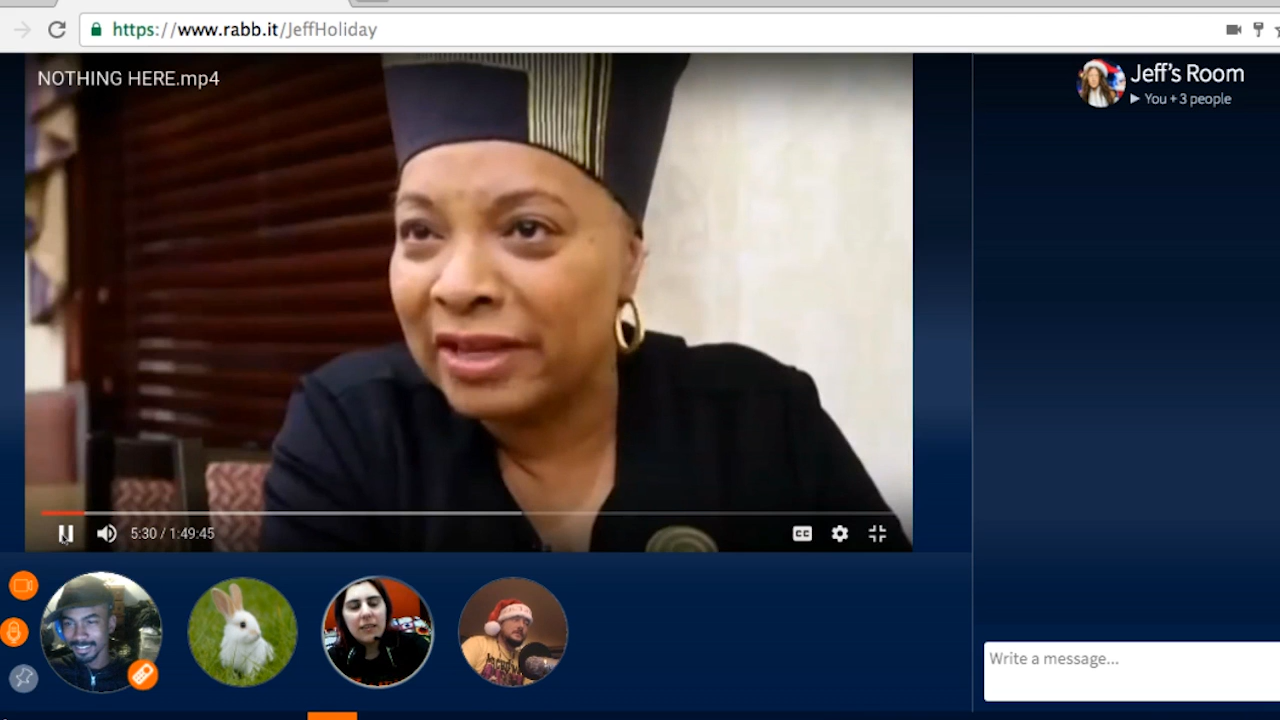 https://www.rabb.it/JeffHoliday
NOTHING HERE.mp4
Jeff's Room
You + 3 people
5:30 / 1:49:45
CC
Write a message...